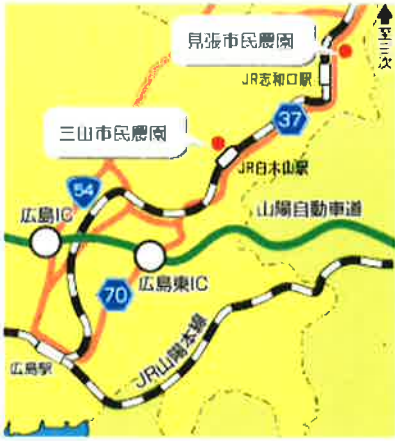 至三次
見張市民農園
JR志和口駅
37
三山市民農園
JR白木山駅
54
広島IC
山陽自動車道
広島東IC
70
JR山陽本線
広島駅